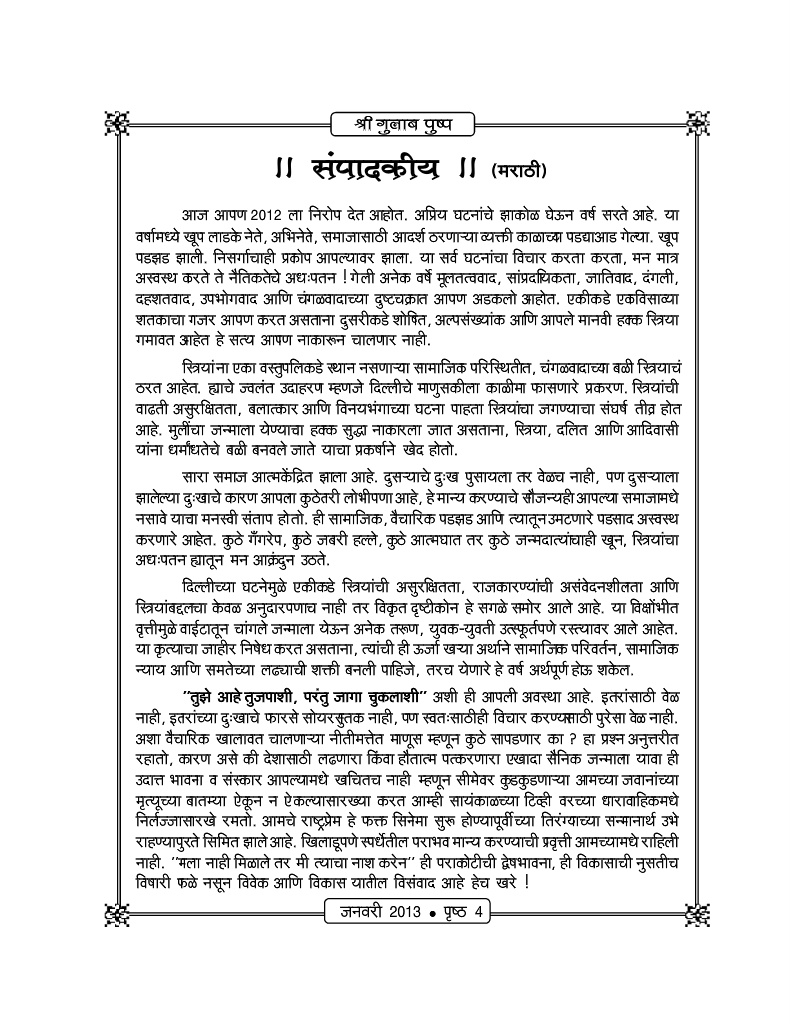 श्री गुलाब पुष्प
।। संपादकीय ।। (मराठी)
आज आपण 2012 ला निरोप देत आहोत. अप्रिय घटनांचे झाकोळ घेऊन वर्ष सरते आहे. या
वर्षामध्ये खूप लाडके नेते, अभिनेते, समाजासाठी आदर्श ठरणाऱ्या व्यक्ती काळाच्या पडद्याआड गेल्या. खूप
पडझड झाली. निसर्गाचाही प्रकोप आपल्यावर झाला. या सर्व घटनांचा विचार करता करता, मन मात्र
अस्वस्थ करते ते नैतिकतेचे अधःपतन ! गेली अनेक वर्षे मूलतत्ववाद, सांप्रदायिकता, जातिवाद, दंगली,
दहशतवाद, उपभोगवाद आणि चंगळवादाच्या दुष्टचक्रात आपण अडकलो आहोत. एकीकडे एकविसाव्या
शतकाचा गजर आपण करत असताना दुसरीकडे शोषित, अल्पसंख्यांक आणि आपले मानवी हक्क स्त्रिया
गमावत आहेत हे सत्य आपण नाकारून चालणार नाही.
स्त्रियांना एका वस्तुपलिकडे स्थान नसणाऱ्या सामाजिक परिस्थितीत, चंगळवादाच्या बळी स्त्रियाचं
ठरत आहेत. ह्याचे ज्वलंत उदाहरण म्हणजे दिल्लीचे माणुसकीला काळीमा फासणारे प्रकरण. स्त्रियांची
वाढती असुरक्षितता, बलात्कार आणि विनयभंगाच्या घटना पाहता स्त्रियांचा जगण्याचा संघर्ष तीव्र होत
आहे. मुलींचा जन्माला येण्याचा हक्क सुद्धा नाकारला जात असताना, स्त्रिया, दलित आणि आदिवासी
यांना धर्मांधतेचे बळी बनवले जाते याचा प्रकर्षाने खेद होतो.
सारा समाज आत्मकेंद्रित झाला आहे. दुसऱ्याचे दुःख पुसायला तर वेळच नाही, पण दुसऱ्याला
झालेल्या दुःखाचे कारण आपला कुठेतरी लोभीपणा आहे, हे मान्य करण्याचे सौजन्यही आपल्या समाजामधे
नसावे याचा मनस्वी संताप होतो. ही सामाजिक, वैचारिक पडझड आणि त्यातून उमटणारे पडसाद अस्वस्थ
करणारे आहेत. कुठे गँगरेप, कुठे जबरी हल्ले, कुठे आत्मघात तर कुठे जन्मदात्यांचाही खून, स्त्रियांचा
अधःपतन ह्यातून मन आक्रंदुन उठते.
दिल्लीच्या घटनेमुळे एकीकडे स्त्रियांची असुरक्षितता, राजकारण्यांची असंवेदनशीलता आणि
स्त्रियांबद्दलचा केवळ अनुदारपणाच नाही तर विकृत दृष्टीकोन हे सगळे समोर आले आहे. या विक्षोंभीत
वृत्तीमुळे वाईटातून चांगले जन्माला येऊन अनेक तरूण, युवक-युवती उत्स्फूर्तपणे रस्त्यावर आले आहेत.
या कृत्याचा जाहीर निषेध करत असताना, त्यांची ही ऊर्जा खऱ्या अर्थाने सामाजिक परिवर्तन, सामाजिक
न्याय आणि समतेच्या लढ्याची शक्ती बनली पाहिजे, तरच येणारे हे वर्ष अर्थपूर्ण होऊ शकेल.
“तुझे आहे तुजपाशी, परंतु जागा चुकलाशी” अशी ही आपली अवस्था आहे. इतरांसाठी वेळ
नाही, इतरांच्या दुःखाचे फारसे सोयरसुतक नाही, पण स्वतःसाठीही विचार करण्यासाठी पुरेसा वेळ नाही.
अशा वैचारिक खालावत चालणाऱ्या नीतीमत्तेत माणूस म्हणून कुठे सापडणार का ? हा प्रश्न अनुत्तरीत
रहातो, कारण असे की देशासाठी लढणारा किंवा हौतात्म पत्करणारा एखादा सैनिक जन्माला यावा ही
उदात्त भावना व संस्कार आपल्यामधे खचितच नाही म्हणून सीमेवर कुडकुडणाऱ्या आमच्या जवानांच्या
मृत्यूच्या बातम्या ऐकून न ऐकल्यासारख्या करत आम्ही सायंकाळच्या टिव्ही वरच्या धारावाहिकमधे
निर्लज्जासारखे रमतो. आमचे राष्ट्रप्रेम हे फक्त सिनेमा सुरू होण्यापूर्वीच्या तिरंग्याच्या सन्मानार्थ उभे
राहण्यापुरते सिमित झाले आहे. खिलाडूपणे स्पर्धेतील पराभव मान्य करण्याची प्रवृत्ती आमच्यामधे राहिली
नाही. “मला नाही मिळाले तर मी त्याचा नाश करेन” ही पराकोटीची द्वेषभावना, ही विकासाची नुसतीच
विषारी फळे नसून विवेक आणि विकास यातील विसंवाद आहे हेच खरे !
जनवरी 2013 ● पृष्ठ 4